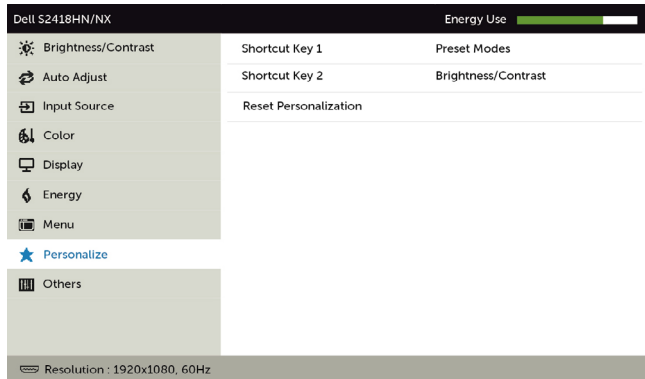 Dell S2418HN/NX Energy Use
Brightness/Contrast Shortcut Key 1 Preset Modes
Auto Adjust Shortcut Key 2 Brightness/Contrast
Input Source Reset Personalization
Color
Display
Energy
Menu
Personalize
Others
Resolution : 1920x1080, 60Hz